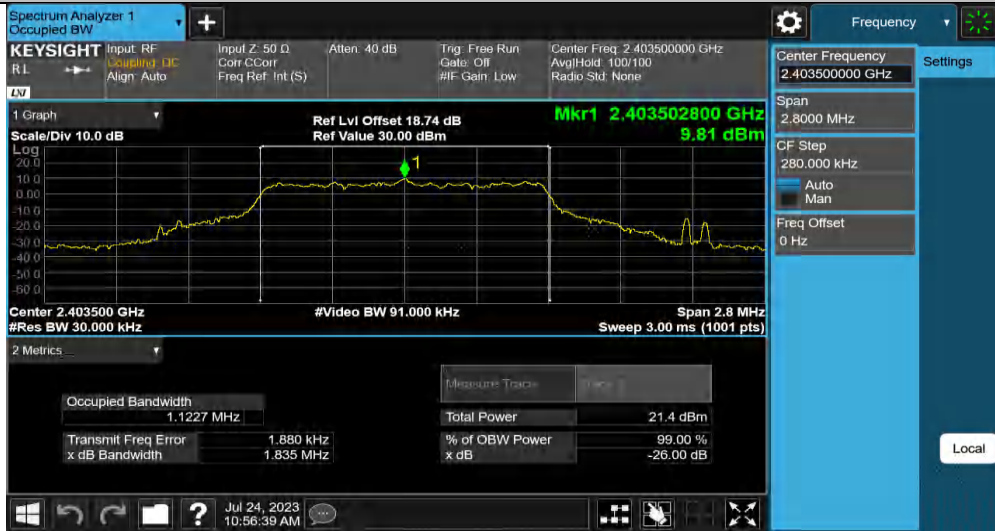 Spectrum Analyzer 1
Occupied BW
+
Frequency
KEYSIGHT
RL
LXI
Input: RF
Coupling: DC
Align: Auto
Input Z: 50 Ω
Corr CCorr
Freq Ref: Int (S)
Atten: 40 dB
Trig: Free Run
Gate: Off
#IF Gain: Low
Center Freq: 2.403500000 GHz
Avg|Hold: 100/100
Radio Std: None
Center Frequency
2.403500000 GHz
Settings
Span
2.8000 MHz
CF Step
280.000 kHz
Auto
Man
Freq Offset
0 Hz
Local
1 Graph
Scale/Div 10.0 dB
Ref Lvl Offset 18.74 dB
Ref Value 30.00 dBm
Mkr1 2.403502800 GHz
9.81 dBm
Log
20.0
10.0
0.00
-10.0
-20.0
-30.0
-40.0
-50.0
-60.0
1
Center 2.403500 GHz
#Res BW 30.000 kHz
#Video BW 91.000 kHz
Span 2.8 MHz
Sweep 3.00 ms (1001 pts)
2 Metrics
Measure Trace
Occupied Bandwidth
1.1227 MHz
Total Power 21.4 dBm
Transmit Freq Error 1.880 kHz
% of OBW Power 99.00 %
x dB Bandwidth 1.835 MHz
x dB -26.00 dB
?
Jul 24, 2023
10:56:39 AM